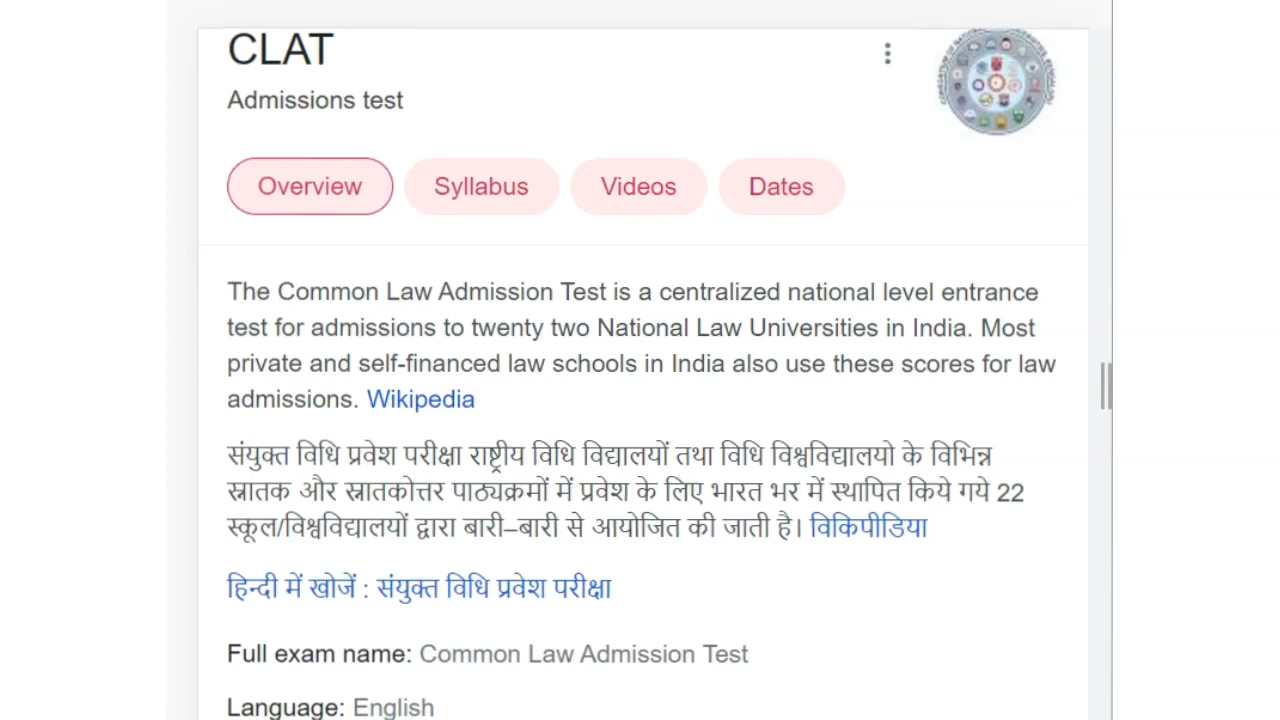 CLAT
Admissions test
Overview
Syllabus
Videos
Dates
The Common Law Admission Test is a centralized national level entrance
test for admissions to twenty two National Law Universities in India. Most
private and self-financed law schools in India also use these scores for law
admissions. Wikipedia
संयुक्त विधि प्रवेश परीक्षा राष्ट्रीय विधि विद्यालयों तथा विधि विश्वविद्यालयो के विभिन्न
स्नातक और स्नातकोत्तर पाठ्यक्रमों में प्रवेश के लिए भारत भर में स्थापित किये गये 22
स्कूल/विश्वविद्यालयों द्वारा बारी–बारी से आयोजित की जाती है। विकिपीडिया
हिन्दी में खोजें : संयुक्त विधि प्रवेश परीक्षा
Full exam name: Common Law Admission Test
Language: English